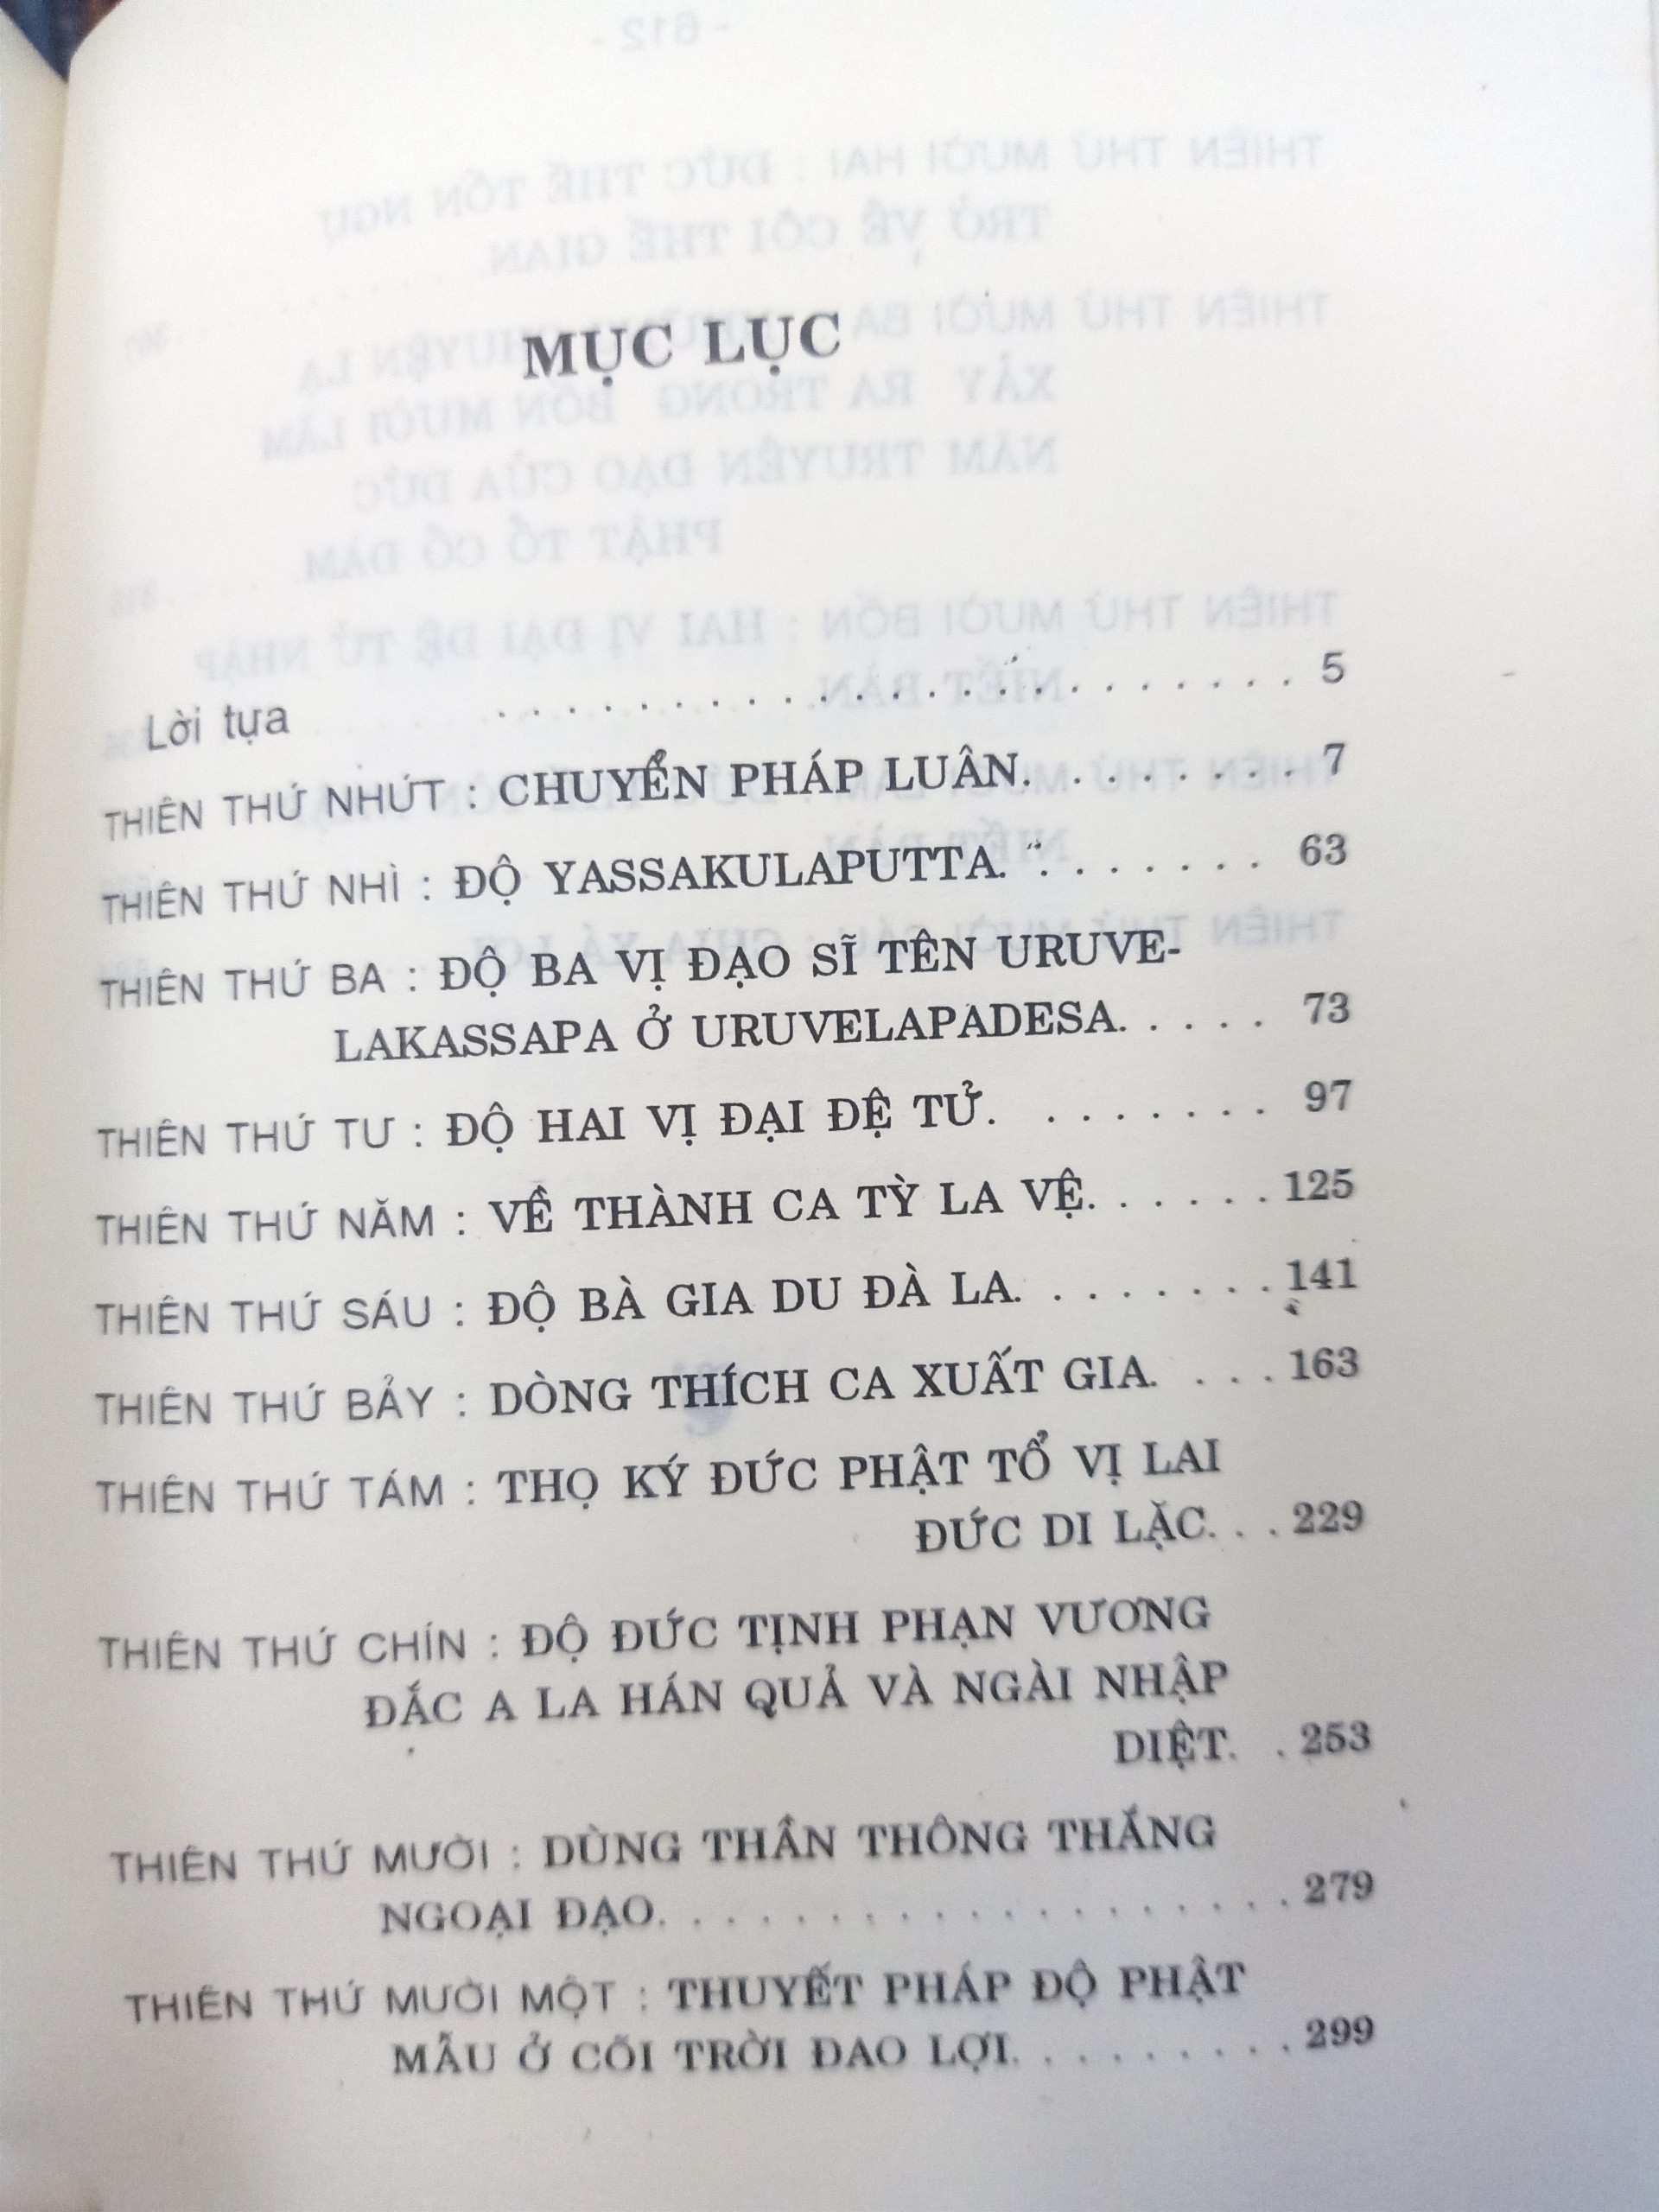 MỤC LỤC
Lời tựa . . . . . . . . . . . . . . . . . . . . . . . 5
THIÊN THỨ NHỨT : CHUYỂN PHÁP LUÂN. . . . . . . . 7
THIÊN THỨ NHÌ : ĐỘ YASSAKULAPUTTA. . . . . . . . 63
THIÊN THỨ BA : ĐỘ BA VỊ ĐẠO SĨ TÊN URUVE-
LAKASSAPA Ở URUVELAPADESA. . . . . 73
THIÊN THỨ TƯ : ĐỘ HAI VỊ ĐẠI ĐỆ TỬ. . . . . . . . 97
THIÊN THỨ NĂM : VỀ THÀNH CA TỲ LA VỆ. . . . . . 125
THIÊN THỨ SÁU : ĐỘ BÀ GIA DU ĐÀ LA. . . . . . . . 141
THIÊN THỨ BẢY : DÒNG THÍCH CA XUẤT GIA. . . . 163
THIÊN THỨ TÁM : THỌ KÝ ĐỨC PHẬT TỔ VỊ LAI
ĐỨC DI LẶC. . . 229
THIÊN THỨ CHÍN : ĐỘ ĐỨC TỊNH PHẠN VƯƠNG
ĐẮC A LA HÁN QUẢ VÀ NGÀI NHẬP
DIỆT. . 253
THIÊN THỨ MƯỜI : DÙNG THẦN THÔNG THẮNG
NGOẠI ĐẠO. . . . . . . . . . . . . . . . . . . 279
THIÊN THỨ MƯỜI MỘT : THUYẾT PHÁP ĐỘ PHẬT
MẪU Ở CÕI TRỜI ĐAO LỢI. . . . . . . . . . 299